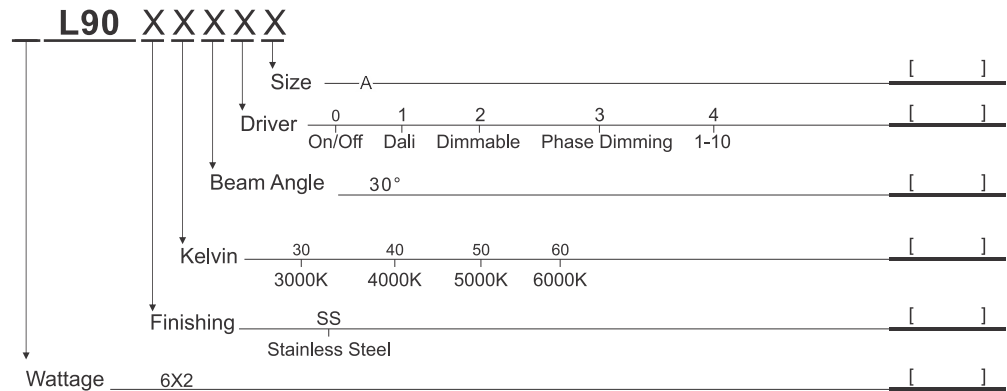 L90 X X X X X
Size A [ ]
Driver 0 1 2 3 4 [ ]
On/Off Dali Dimmable Phase Dimming 1-10
Beam Angle 30° [ ]
Kelvin 30 40 50 60 [ ]
3000K 4000K 5000K 6000K
Finishing SS [ ]
Stainless Steel
Wattage 6X2 [ ]